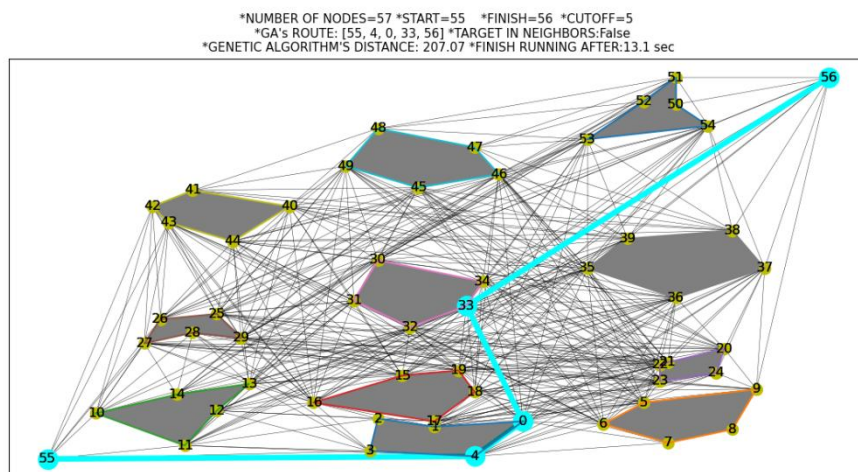 *NUMBER OF NODES=57 *START=55 *FINISH=56 *CUTOFF=5
*GA's ROUTE: [55, 4, 0, 33, 56] *TARGET IN NEIGHBORS:False
*GENETIC ALGORITHM'S DISTANCE: 207.07 *FINISH RUNNING AFTER:13.1 sec
51 56
52 50
48 54
47 53
49 46
45
41
42 40
43
44 38
39
30 35 37
34
31 33 36
32
26 25
27 28 29
20
22 21
15 19 24
13 23
14 18 9
16 5
10 12
2 17 1 0 6 8
11 3 7
55 4